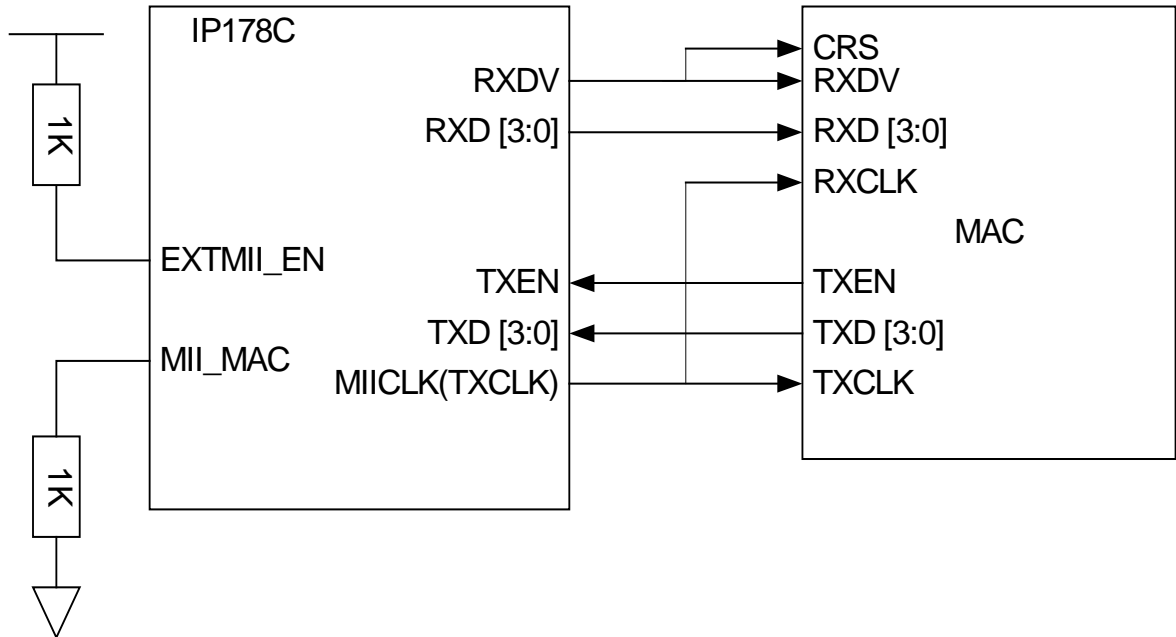 IP178C
1K
EXTMII_EN
MII_MAC
1K
RXDV
RXD [3:0]
TXEN
TXD [3:0]
MIICLK(TXCLK)
CRS
RXDV
RXD [3:0]
RXCLK
MAC
TXEN
TXD [3:0]
TXCLK